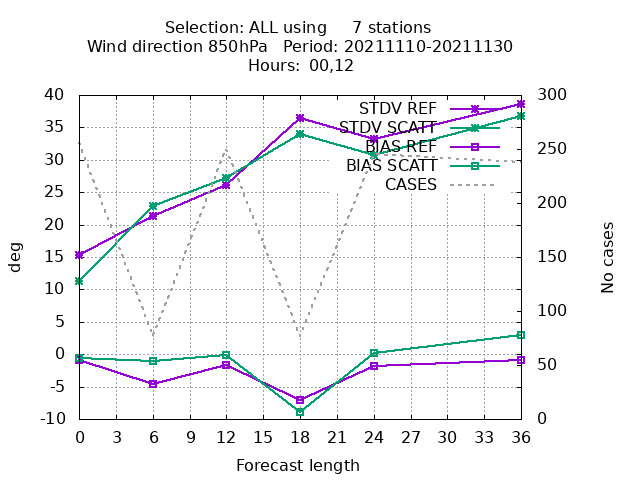 Selection: ALL using     7 stations
Wind direction 850hPa   Period: 20211110-20211130
Hours:  00,12
40
35
30
25
20
15
10
5
0
-5
-10
deg
300
250
200
150
100
50
0
No cases
STDV REF
STDV SCATT
BIAS REF
BIAS SCATT
CASES
0 3 6 9 12 15 18 21 24 27 30 33 36
Forecast length